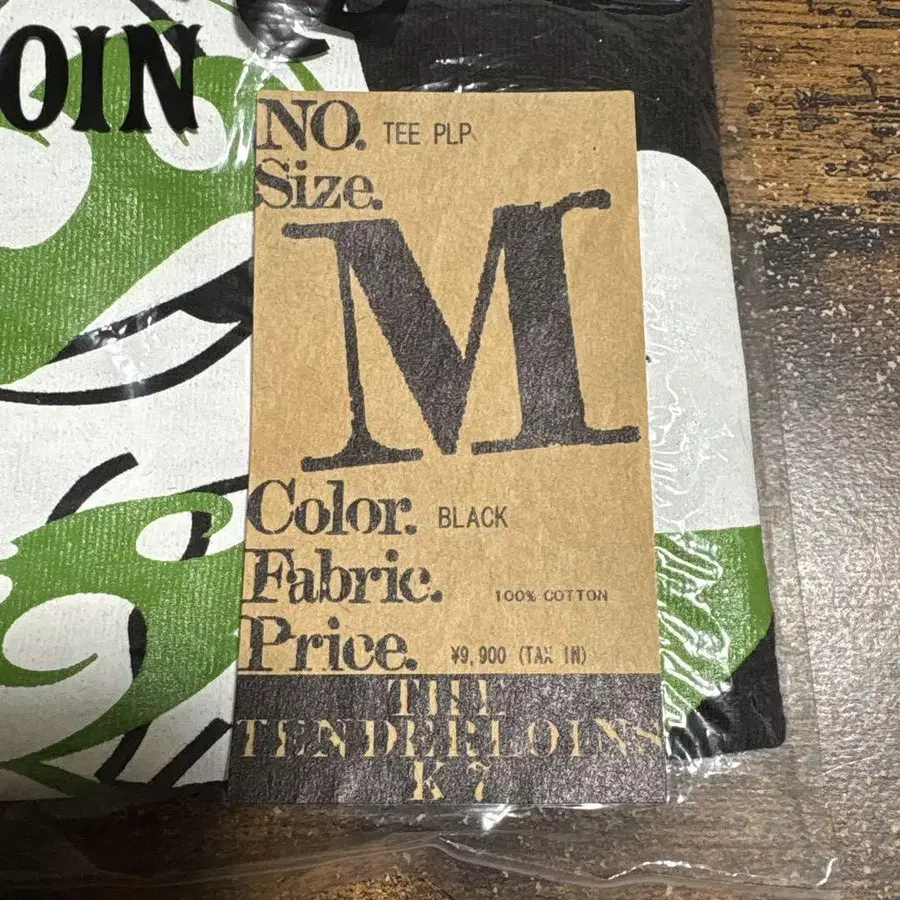 OIN
NO. TEE PLP
Size.
M
Color. BLACK
Fabric. 100% COTTON
Price. ¥9,900 (TAX IN)
THE
TENDERLOINS
K 7